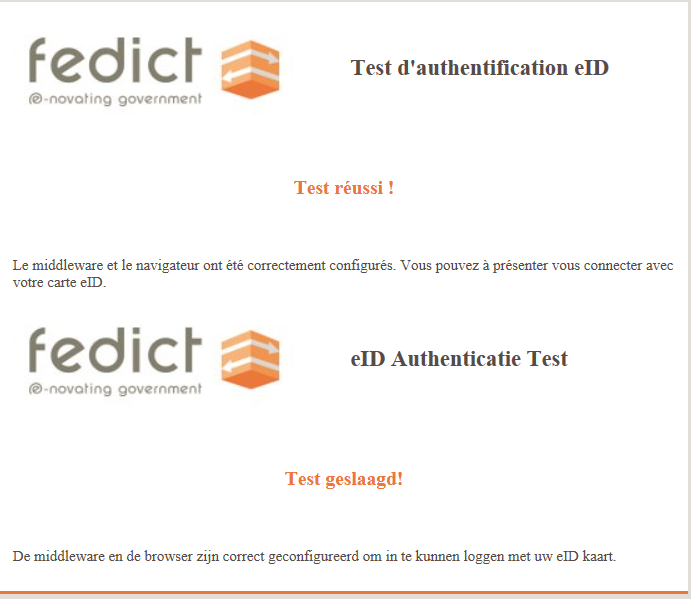 fedict
e-novating government
Test d'authentification eID
Test réussi !
Le middleware et le navigateur ont été correctement configurés. Vous pouvez à présenter vous connecter avec
votre carte eID.
fedict
e-novating government
eID Authenticatie Test
Test geslaagd!
De middleware en de browser zijn correct geconfigureerd om in te kunnen loggen met uw eID kaart.